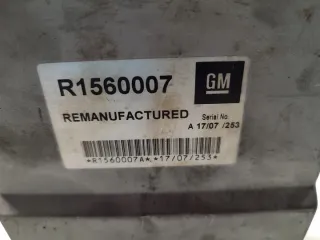 R1560007
GM
REMANUFACTURED
Serial No
A 17/07 /253
*R1560007A*.*17/07/253*